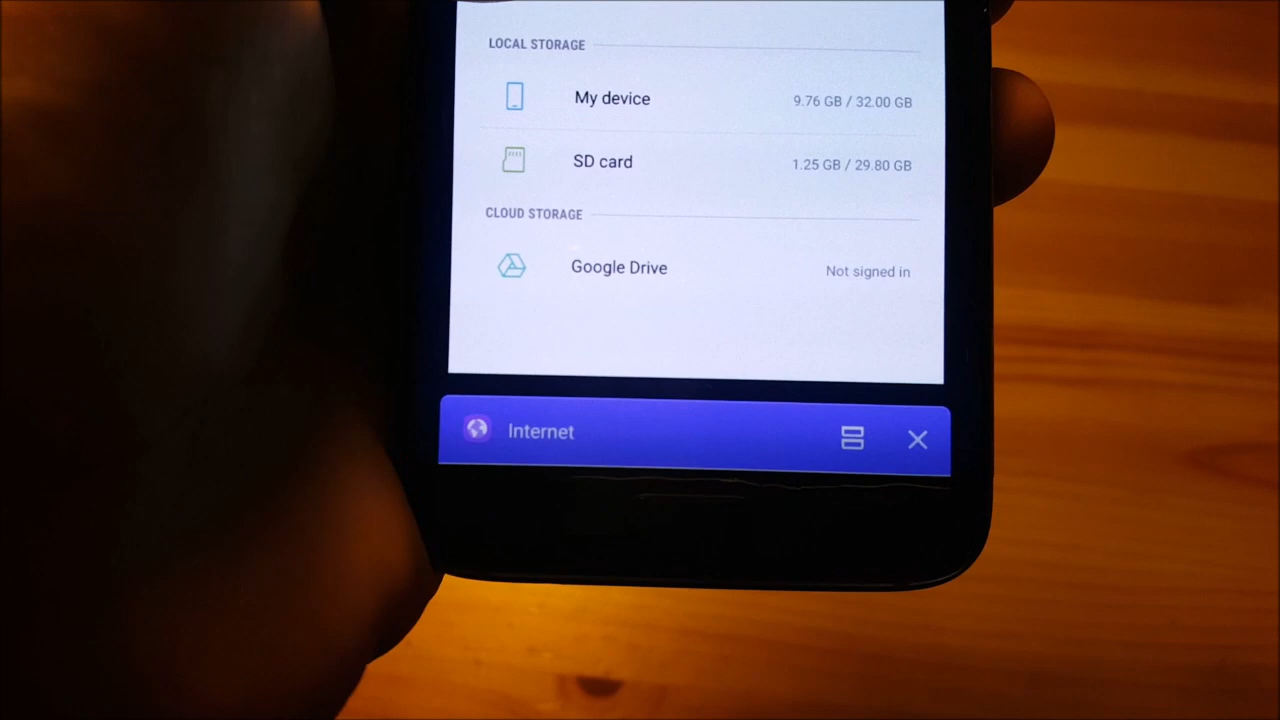 LOCAL STORAGE
My device 9.76 GB / 32.00 GB
SD card 1.25 GB / 29.80 GB
CLOUD STORAGE
Google Drive Not signed in
Internet